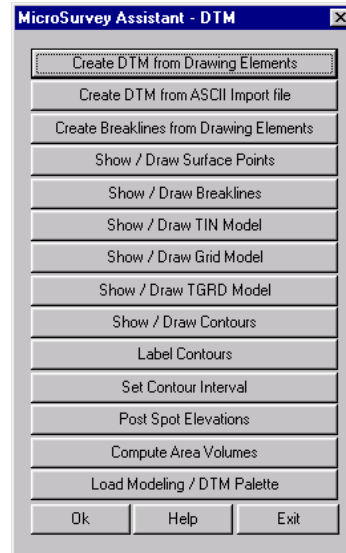 MicroSurvey Assistant - DTM
Create DTM from Drawing Elements
Create DTM from ASCII Import file
Create Breaklines from Drawing Elements
Show / Draw Surface Points
Show / Draw Breaklines
Show / Draw TIN Model
Show / Draw Grid Model
Show / Draw TGRD Model
Show / Draw Contours
Label Contours
Set Contour Interval
Post Spot Elevations
Compute Area Volumes
Load Modeling / DTM Palette
Ok Help Exit